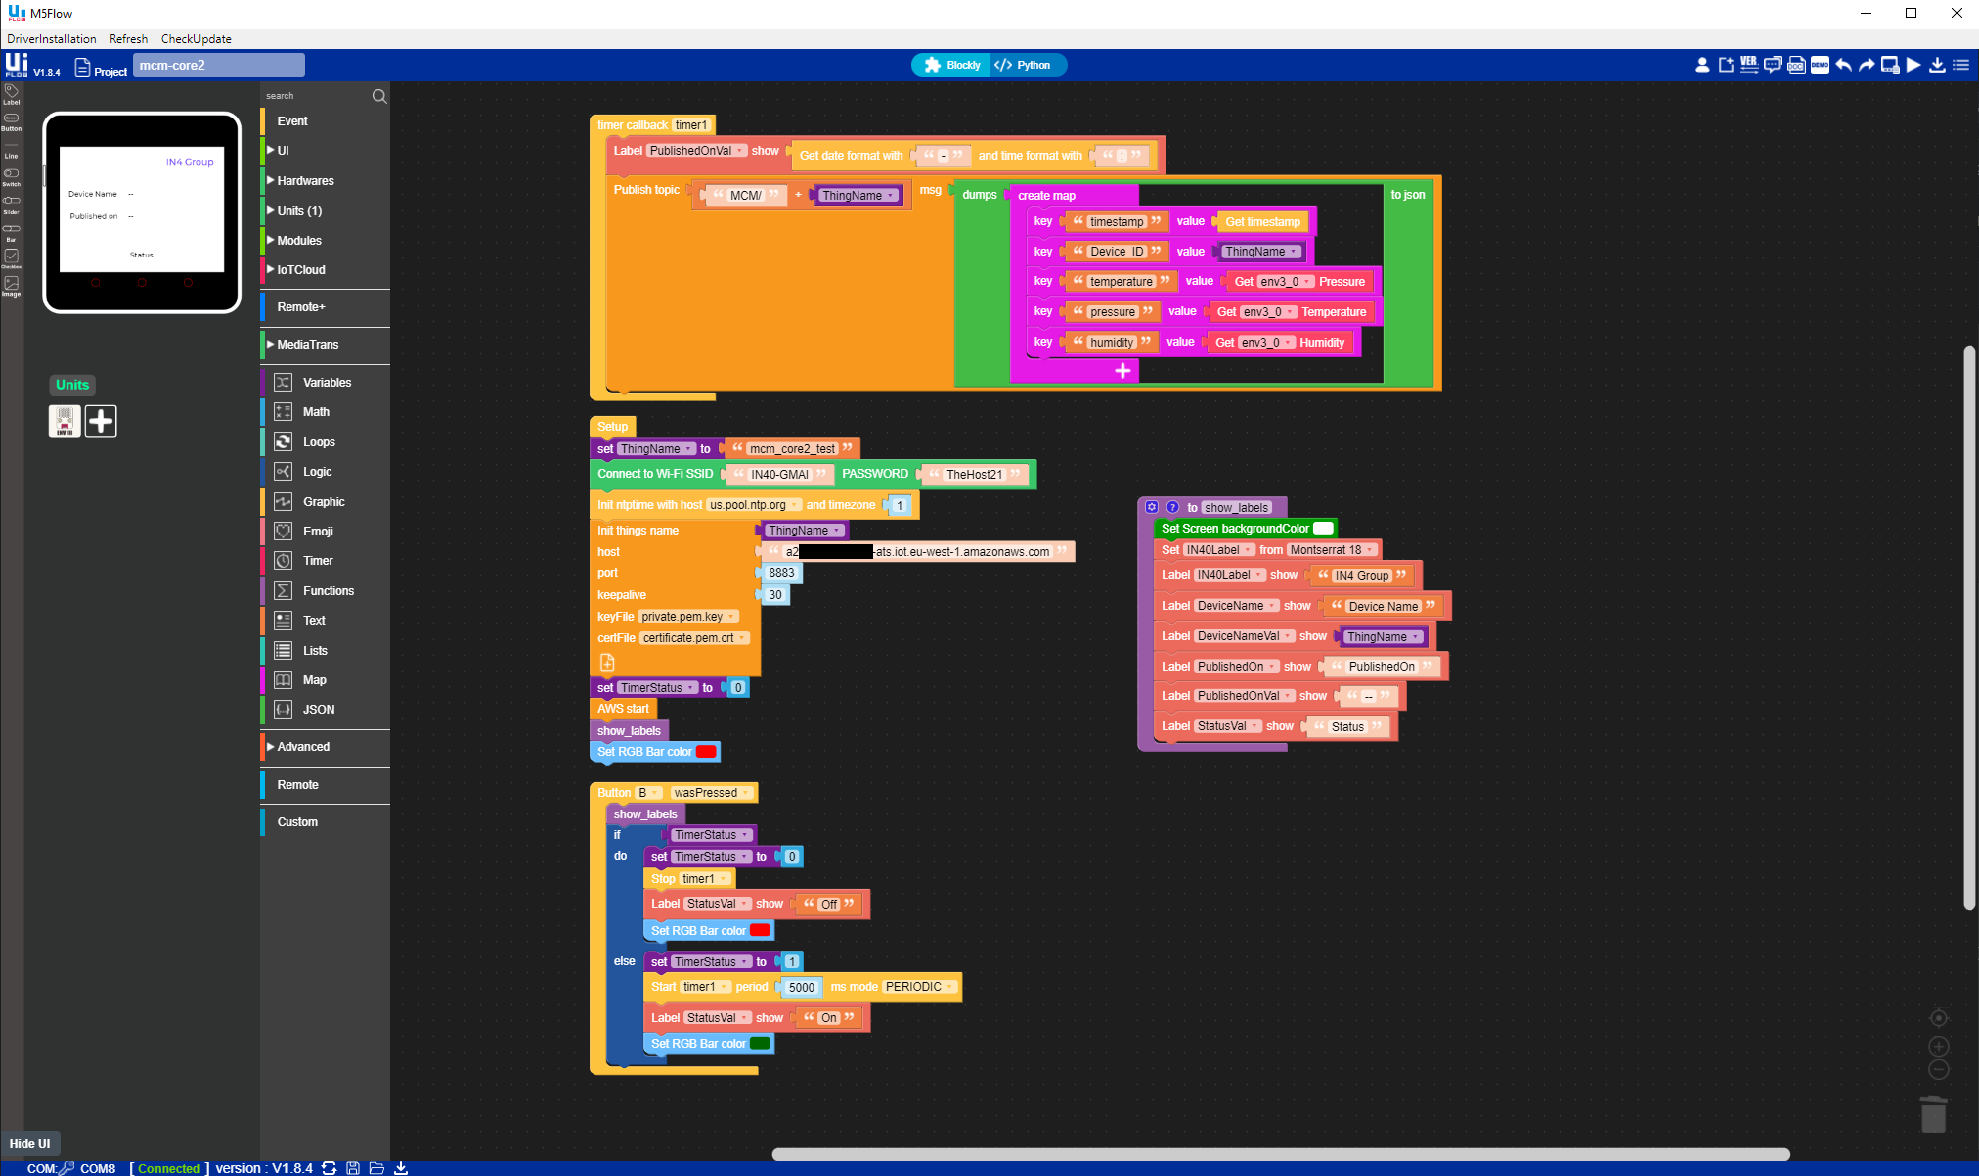 M5Flow
DriverInstallation Refresh CheckUpdate
V1.8.4 Project mcm-core2 Blockly Python VER. DOC DEMO
Label
Button
Line
Switch
Slider
Bar
Checkbox
Image
IN4 Group
Device Name --
Published on --
Status
Units
ENV III
Hide UI
search
Event
UI
Hardwares
Units (1)
Modules
IoTCloud
Remote+
MediaTrans
Variables
Math
Loops
Logic
Graphic
Emoji
Timer
Functions
Text
Lists
Map
JSON
Advanced
Remote
Custom
timer callback timer1
Label PublishedOnVal show Get date format with “ - ” and time format with “ : ”
Publish topic “ MCM/ ” + ThingName msg dumps create map to json
key “ timestamp ” value Get timestamp
key “ Device_ID ” value ThingName
key “ temperature ” value Get env3_0 Pressure
key “ pressure ” value Get env3_0 Temperature
key “ humidity ” value Get env3_0 Humidity
Setup
set ThingName to “ mcm_core2_test ”
Connect to Wi-Fi SSID “ IN40-GMAI ” PASSWORD “ TheHost21 ”
Init ntptime with host us.pool.ntp.org and timezone 1
Init things name ThingName
host “ a2 -ats.iot.eu-west-1.amazonaws.com ”
port 8883
keepalive 30
keyFile private.pem.key
certFile certificate.pem.crt
set TimerStatus to 0
AWS start
show_labels
Set RGB Bar color
Button B wasPressed
show_labels
if TimerStatus
do set TimerStatus to 0
Stop timer1
Label StatusVal show “ Off ”
Set RGB Bar color
else set TimerStatus to 1
Start timer1 period 5000 ms mode PERIODIC
Label StatusVal show “ On ”
Set RGB Bar color
? to show_labels
Set Screen backgroundColor
Set IN40Label from Montserrat 18
Label IN40Label show “ IN4 Group ”
Label DeviceName show “ Device Name ”
Label DeviceNameVal show ThingName
Label PublishedOn show “ PublishedOn ”
Label PublishedOnVal show “ -- ”
Label StatusVal show “ Status ”
COM: COM8 [ Connected ] version : V1.8.4